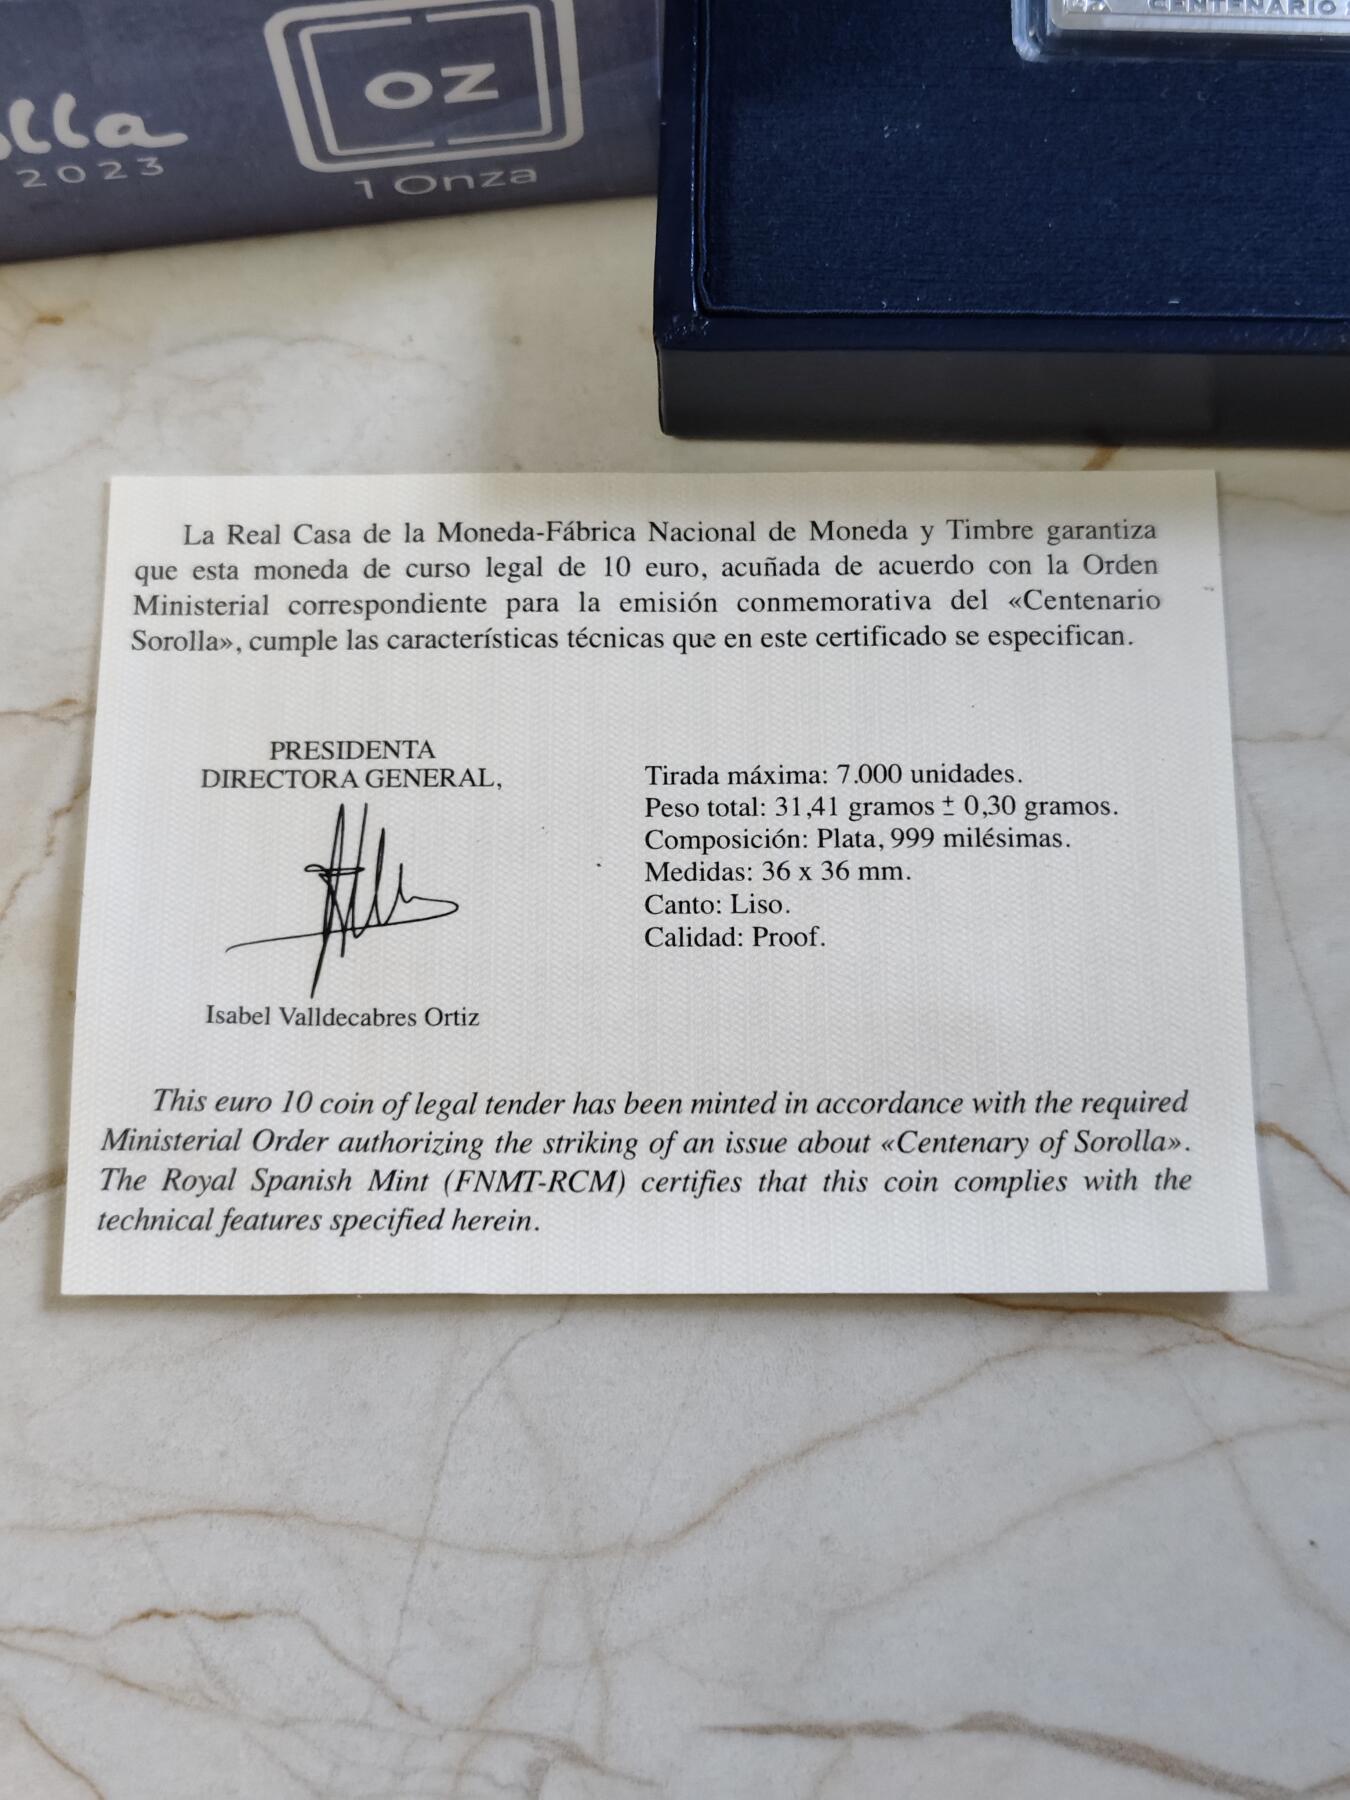 OZ
2023
1 Onza
CENTENARIO
La Real Casa de la Moneda-Fábrica Nacional de Moneda y Timbre garantiza
que esta moneda de curso legal de 10 euro, acuñada de acuerdo con la Orden
Ministerial correspondiente para la emisión conmemorativa del «Centenario
Sorolla», cumple las características técnicas que en este certificado se especifican.
PRESIDENTA
DIRECTORA GENERAL,
Isabel Valldecabres Ortiz
Tirada máxima: 7.000 unidades.
Peso total: 31,41 gramos ± 0,30 gramos.
Composición: Plata, 999 milésimas.
Medidas: 36 x 36 mm.
Canto: Liso.
Calidad: Proof.
This euro 10 coin of legal tender has been minted in accordance with the required
Ministerial Order authorizing the striking of an issue about «Centenary of Sorolla».
The Royal Spanish Mint (FNMT-RCM) certifies that this coin complies with the
technical features specified herein.